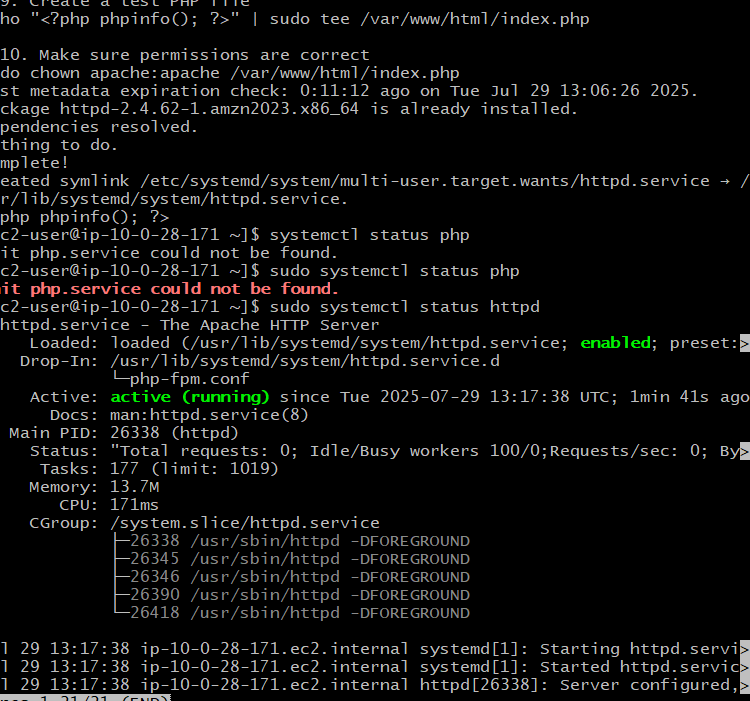 9. Create a test PHP file
ho "<?php phpinfo(); ?>" | sudo tee /var/www/html/index.php
10. Make sure permissions are correct
do chown apache:apache /var/www/html/index.php
st metadata expiration check: 0:11:12 ago on Tue Jul 29 13:06:26 2025.
ckage httpd-2.4.62-1.amzn2023.x86_64 is already installed.
pendencies resolved.
thing to do.
mplete!
eated symlink /etc/systemd/system/multi-user.target.wants/httpd.service → /
r/lib/systemd/system/httpd.service.
php phpinfo(); ?>
c2-user@ip-10-0-28-171 ~]$ systemctl status php
it php.service could not be found.
c2-user@ip-10-0-28-171 ~]$ sudo systemctl status php
it php.service could not be found.
c2-user@ip-10-0-28-171 ~]$ sudo systemctl status httpd
httpd.service - The Apache HTTP Server
Loaded: loaded (/usr/lib/systemd/system/httpd.service; enabled; preset:>
Drop-In: /usr/lib/systemd/system/httpd.service.d
└─php-fpm.conf
Active: active (running) since Tue 2025-07-29 13:17:38 UTC; 1min 41s ago
Docs: man:httpd.service(8)
Main PID: 26338 (httpd)
Status: "Total requests: 0; Idle/Busy workers 100/0;Requests/sec: 0; By>
Tasks: 177 (limit: 1019)
Memory: 13.7M
CPU: 171ms
CGroup: /system.slice/httpd.service
├─26338 /usr/sbin/httpd -DFOREGROUND
├─26345 /usr/sbin/httpd -DFOREGROUND
├─26346 /usr/sbin/httpd -DFOREGROUND
├─26390 /usr/sbin/httpd -DFOREGROUND
└─26418 /usr/sbin/httpd -DFOREGROUND
l 29 13:17:38 ip-10-0-28-171.ec2.internal systemd[1]: Starting httpd.servi>
l 29 13:17:38 ip-10-0-28-171.ec2.internal systemd[1]: Started httpd.servic>
l 29 13:17:38 ip-10-0-28-171.ec2.internal httpd[26338]: Server configured,>
nes 1-21/21 (END)